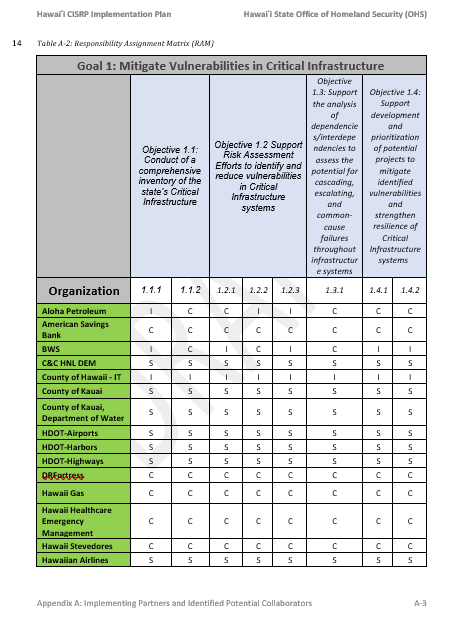 Hawai`i CISRP Implementation Plan Hawai`i State Office of Homeland Security (OHS)
14 Table A-2: Responsibility Assignment Matrix (RAM)
Goal 1: Mitigate Vulnerabilities in Critical Infrastructure
Objective 1.1:
Conduct of a
comprehensive
inventory of the
state's Critical
Infrastructure
Objective 1.2 Support
Risk Assessment
Efforts to identify and
reduce vulnerabilities
in Critical
Infrastructure
systems
Objective
1.3: Support
the analysis
of
dependencie
s/interdepe
ndencies to
assess the
potential for
cascading,
escalating,
and
common-
cause
failures
throughout
infrastructur
e systems
Objective 1.4:
Support
development
and
prioritization
of potential
projects to
mitigate
identified
vulnerabilities
and
strengthen
resilience of
Critical
Infrastructure
systems
Organization 1.1.1 1.1.2 1.2.1 1.2.2 1.2.3 1.3.1 1.4.1 1.4.2
Aloha Petroleum I C C I I C C C
American Savings
Bank C C C C C C C C
BWS I C I C I C I I
C&C HNL DEM S S S S S S S S
County of Hawaii - IT I I I I I I I I
County of Kauai S S S S S S S S
County of Kauai,
Department of Water S S S S S S S S
HDOT-Airports S S S S S S S S
HDOT-Harbors S S S S S S S S
HDOT-Highways S S S S S S S S
DRFortress C C C C C C C C
Hawaii Gas C C C C C C C C
Hawaii Healthcare
Emergency
Management C C C C C C C C
Hawaii Stevedores C C C C C C C C
Hawaiian Airlines S S S S S S S S
DRAFT
Appendix A: Implementing Partners and Identified Potential Collaborators A-3